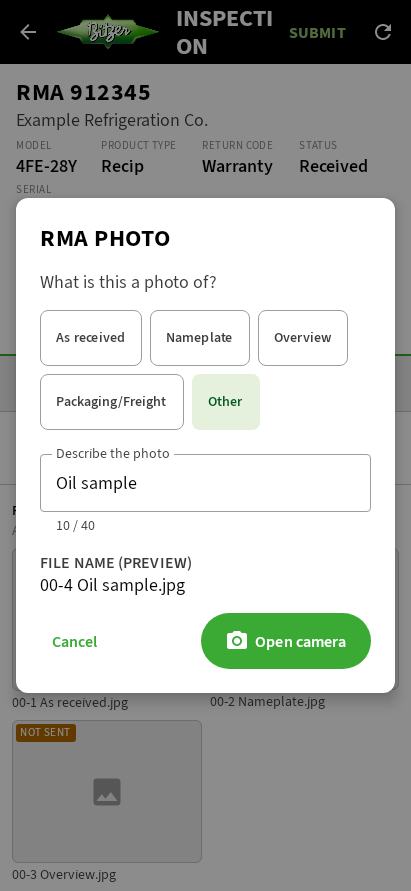 Bitzer
INSPECTI
ON
SUBMIT
RMA 912345
Example Refrigeration Co.
MODEL
PRODUCT TYPE
RETURN CODE
STATUS
4FE-28Y
Recip
Warranty
Received
SERIAL
RMA PHOTO
What is this a photo of?
As received
Nameplate
Overview
Packaging/Freight
Other
Describe the photo
Oil sample
10 / 40
FILE NAME (PREVIEW)
00-4 Oil sample.jpg
Cancel
Open camera
00-1 As received.jpg
00-2 Nameplate.jpg
NOT SENT
00-3 Overview.jpg